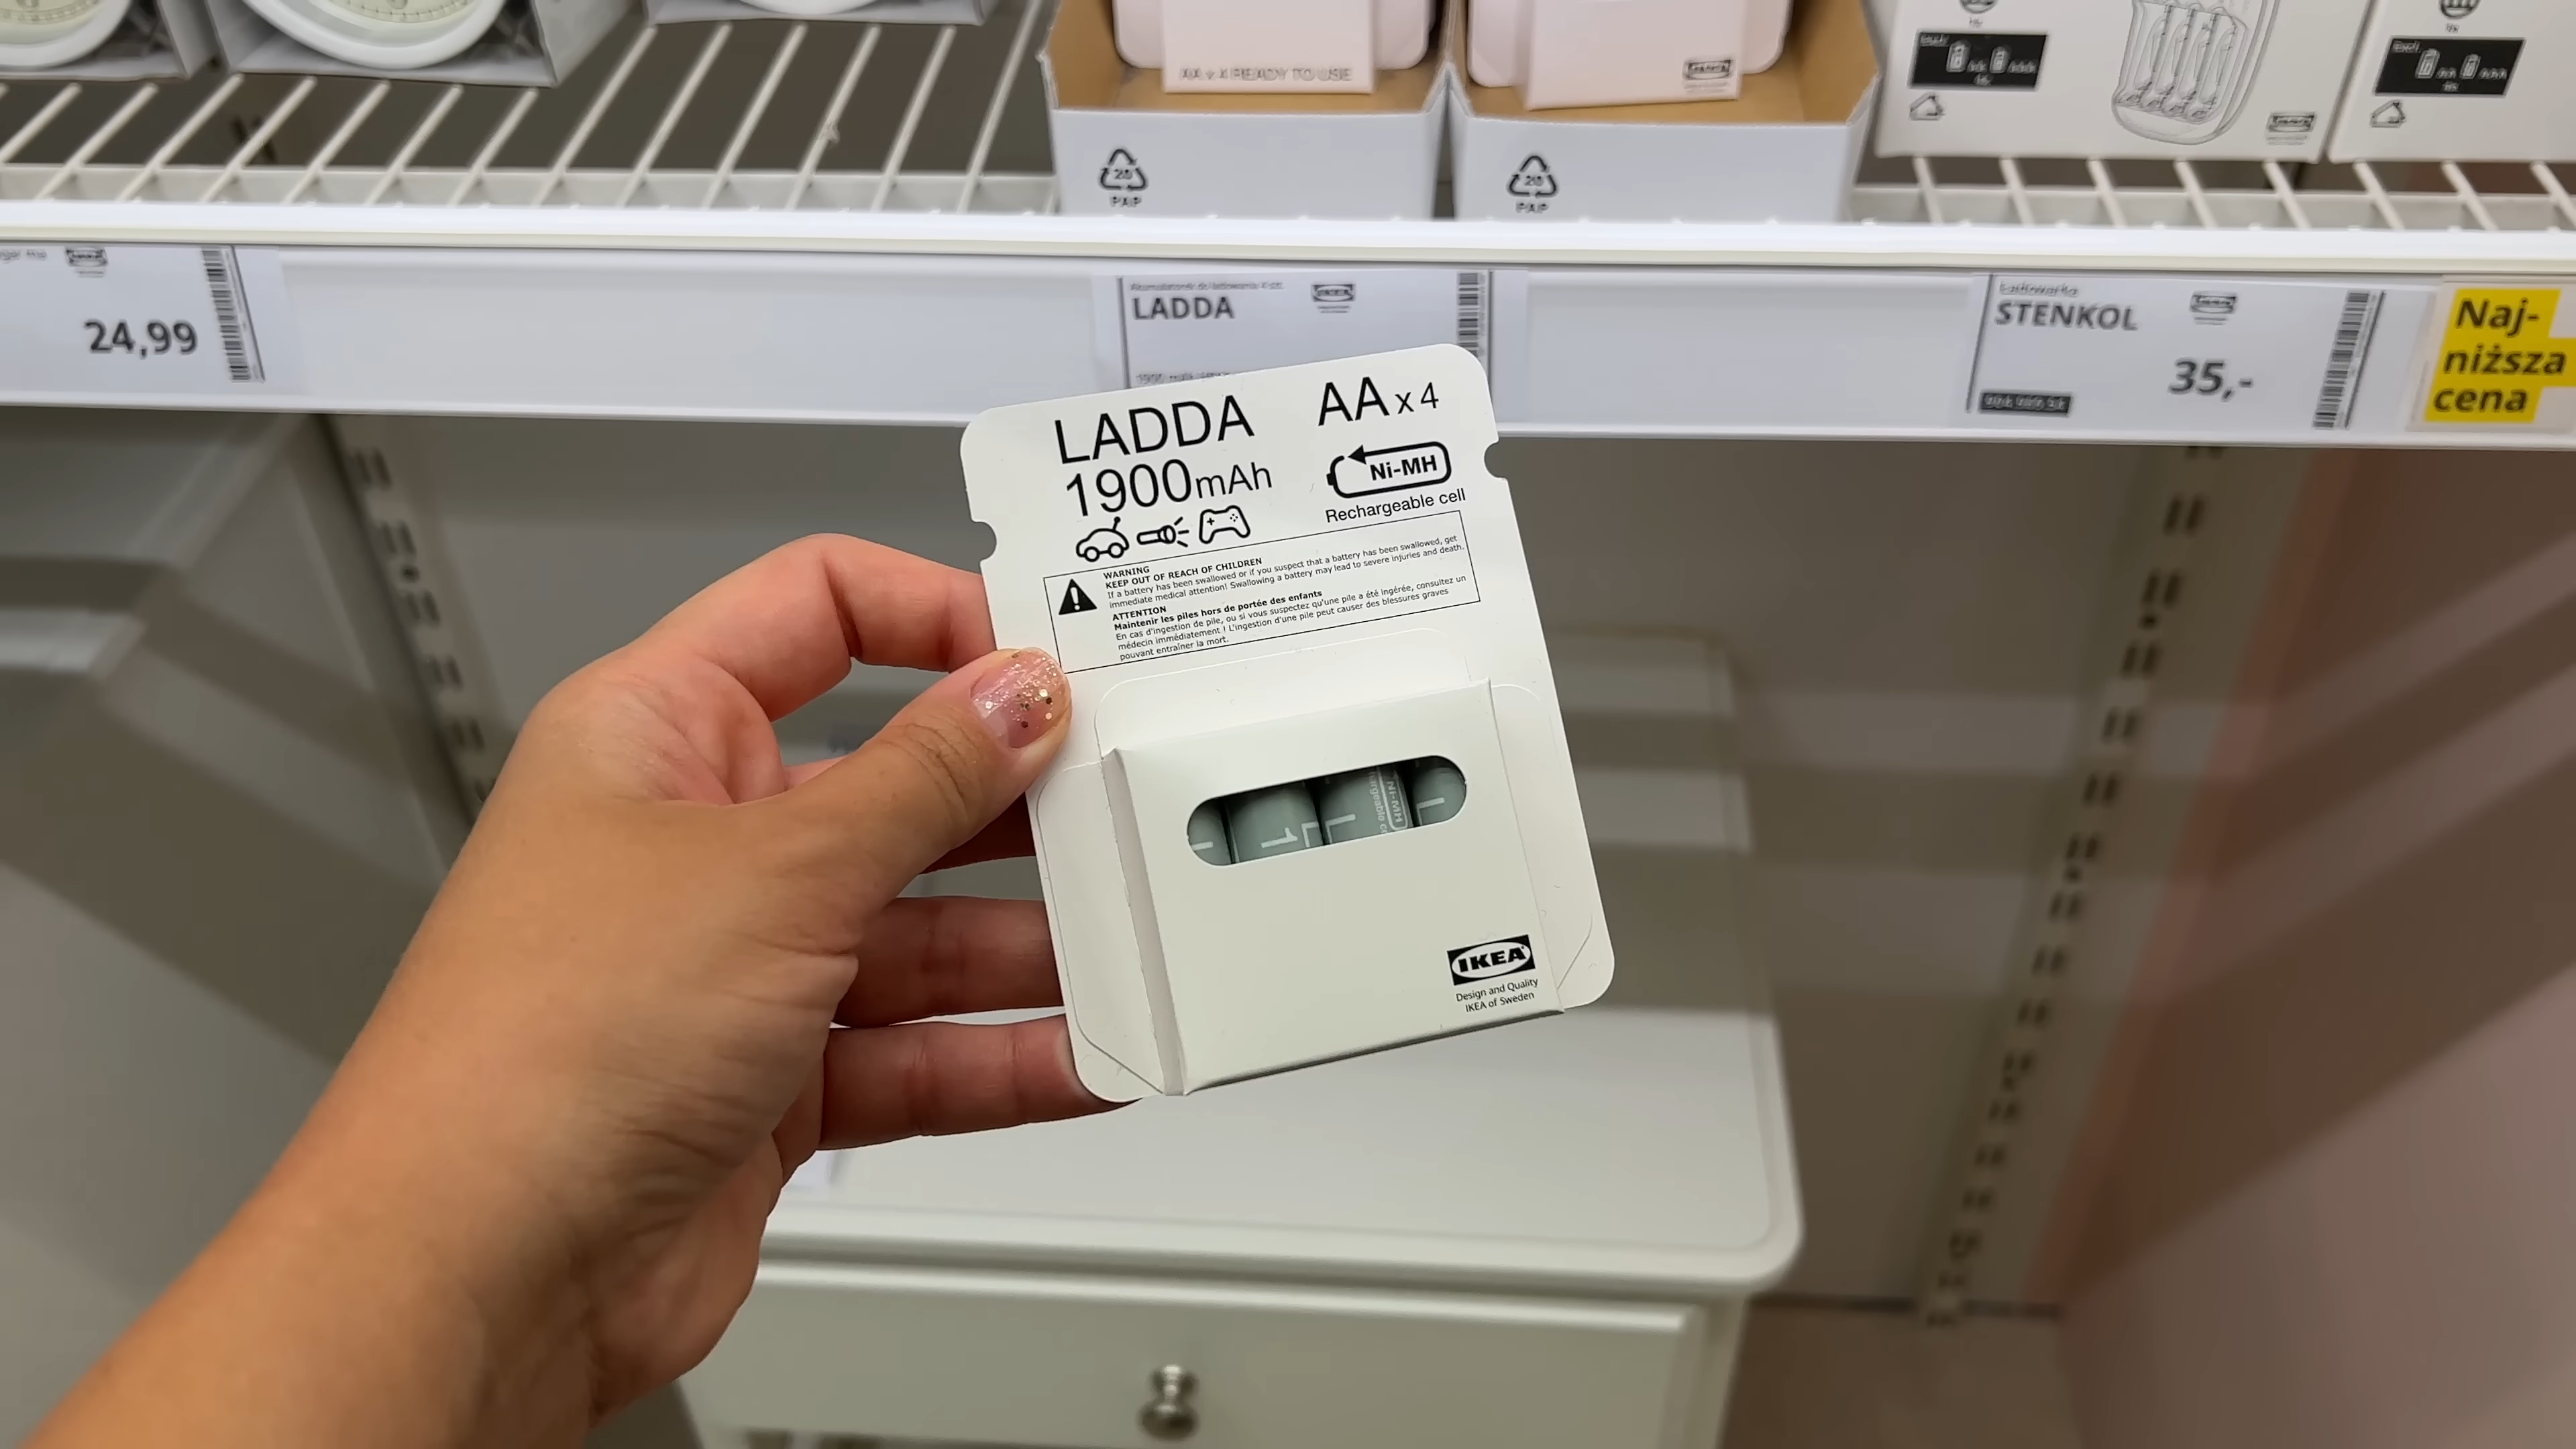 AA x 4 READY TO USE
IKEA
20
PAP
20
PAP
24,99
LADDA
IKEA
Ładowarka
STENKOL
35,-
Naj-
niższa
cena
LADDA
1900mAh
AA x 4
Ni-MH
Rechargeable cell
WARNING
KEEP OUT OF REACH OF CHILDREN
If a battery has been swallowed or if you suspect that a battery has been swallowed, get
immediate medical attention! Swallowing a battery may lead to severe injuries and death.
ATTENTION
Maintenir les piles hors de portée des enfants
En cas d'ingestion de pile, ou si vous suspectez qu'une pile a été ingérée, consultez un
médecin immédiatement ! L'ingestion d'une pile peut causer des blessures graves
pouvant entraîner la mort.
1
L
L
Ni-MH
L
IKEA
Design and Quality
IKEA of Sweden